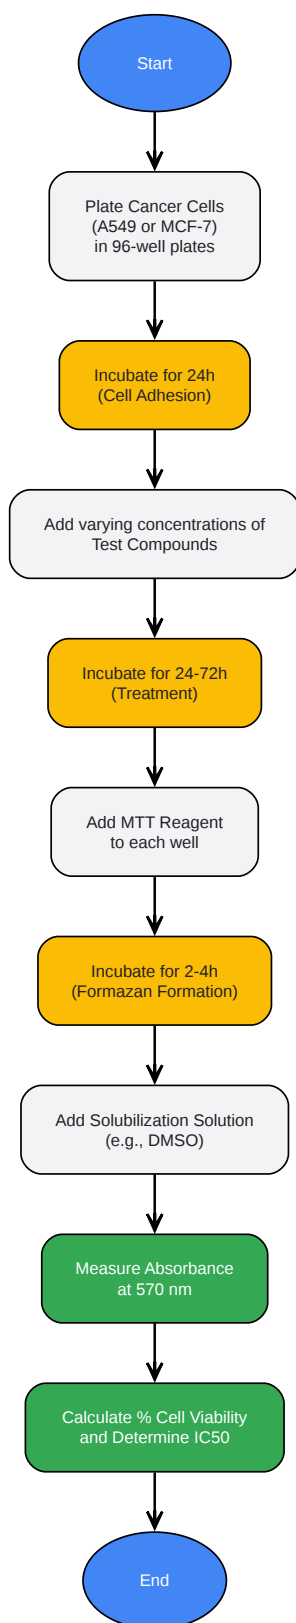 Start
Plate Cancer Cells
(A549 or MCF-7)
in 96-well plates
Incubate for 24h
(Cell Adhesion)
Add varying concentrations of
Test Compounds
Incubate for 24-72h
(Treatment)
Add MTT Reagent
to each well
Incubate for 2-4h
(Formazan Formation)
Add Solubilization Solution
(e.g., DMSO)
Measure Absorbance
at 570 nm
Calculate % Cell Viability
and Determine IC50
End